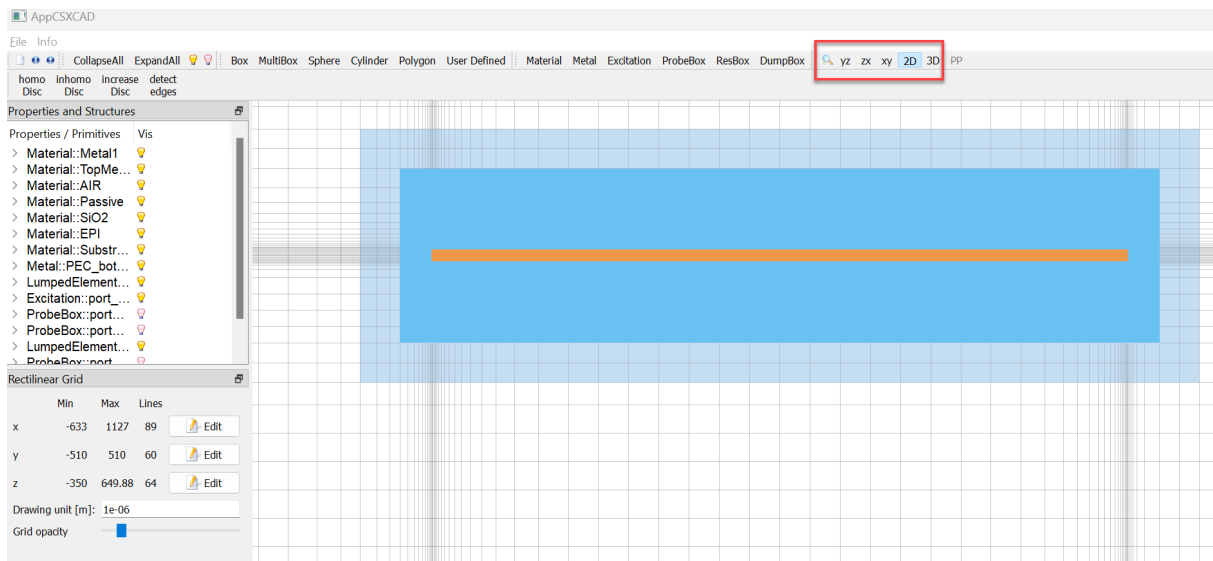 AppCSXCAD
File Info
CollapseAll ExpandAll Box MultiBox Sphere Cylinder Polygon User Defined Material Metal Excitation ProbeBox ResBox DumpBox yz zx xy 2D 3D PP
homo inhomo increase detect
Disc Disc Disc edges
Properties and Structures
Properties / Primitives Vis
Material::Metal1
Material::TopMe...
Material::AIR
Material::Passive
Material::SiO2
Material::EPI
Material::Substr...
Metal::PEC_bot...
LumpedElement...
Excitation::port_...
ProbeBox::port...
ProbeBox::port...
LumpedElement...
ProbeBox::port
Rectilinear Grid
Min Max Lines
x -633 1127 89 Edit
y -510 510 60 Edit
z -350 649.88 64 Edit
Drawing unit [m]: 1e-06
Grid opacity